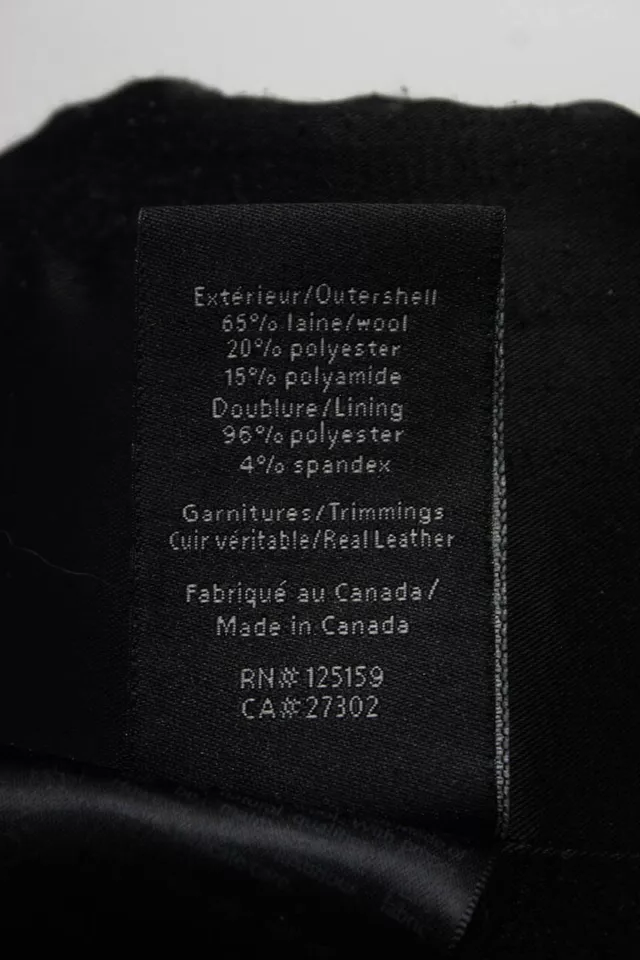 Extérieur/Outershell
65% laine/wool
20% polyester
15% polyamide
Doublure/Lining
96% polyester
4% spandex
Garnitures/Trimmings
Cuir véritable/Real Leather
Fabriqué au Canada/
Made in Canada
RN# 125159
CA# 27302